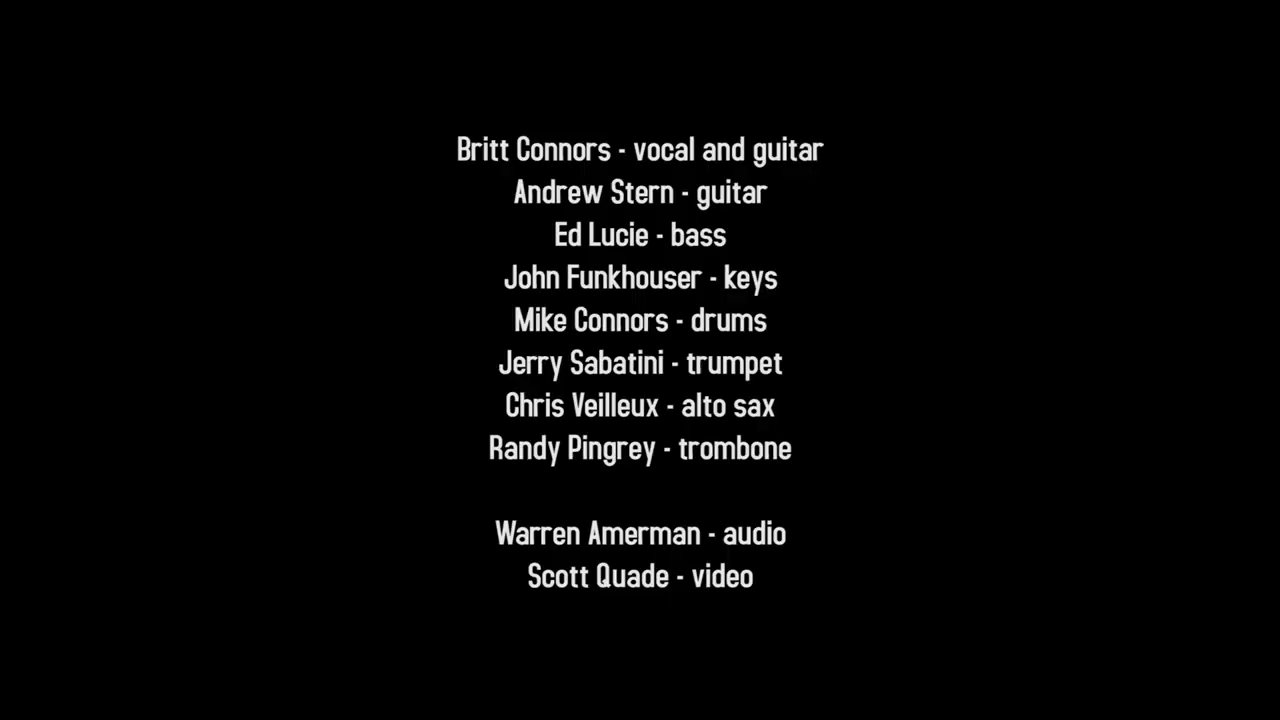 Britt Connors - vocal and guitar
Andrew Stern - guitar
Ed Lucie - bass
John Funkhouser - keys
Mike Connors - drums
Jerry Sabatini - trumpet
Chris Veilleux - alto sax
Randy Pingrey - trombone
Warren Amerman - audio
Scott Quade - video